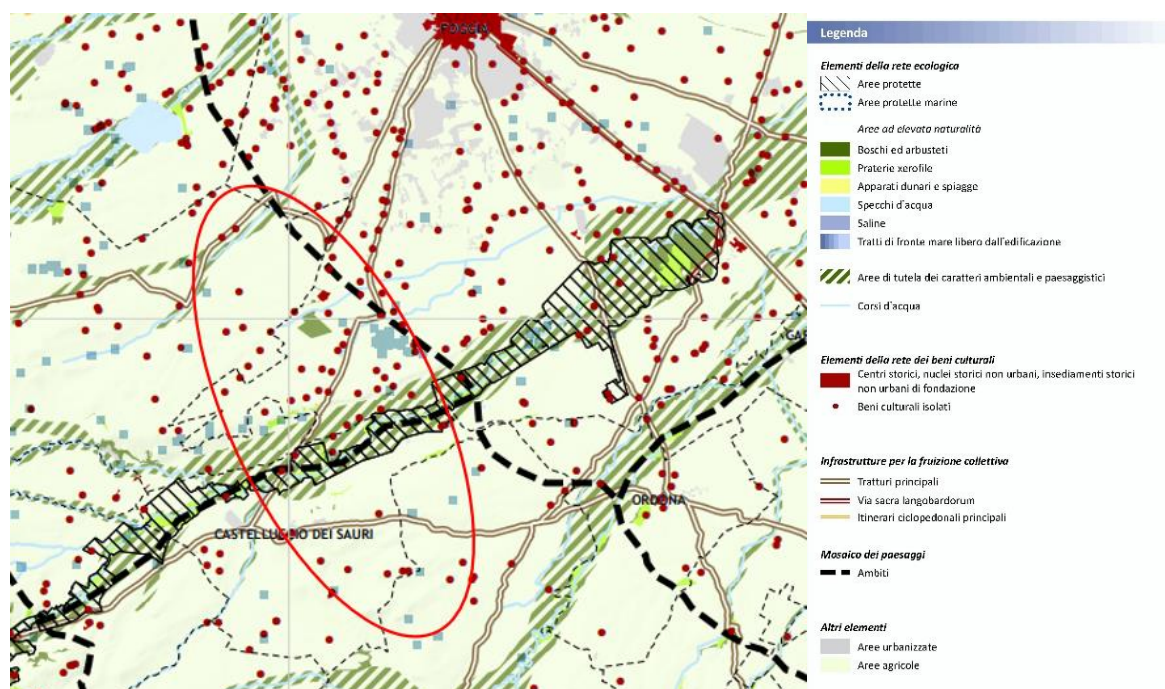 FOGGIA
CASTELLUCCIO DEI SAURI
ORDONA
Legenda
Elementi della rete ecologica
Aree protette
Aree protette marine
Aree ad elevata naturalità
Boschi ed arbusteti
Praterie xerofile
Apparati dunari e spiagge
Specchi d'acqua
Saline
Tratti di fronte mare libero dall'edificazione
Aree di tutela dei caratteri ambientali e paesaggistici
Corsi d'acqua
Elementi della rete dei beni culturali
Centri storici, nuclei storici non urbani, insediamenti storici
non urbani di fondazione
Beni culturali isolati
Infrastrutture per la fruizione collettiva
Tratturi principali
Via sacra langobardorum
Itinerari ciclopedonali principali
Mosaico dei paesaggi
Ambiti
Altri elementi
Aree urbanizzate
Aree agricole